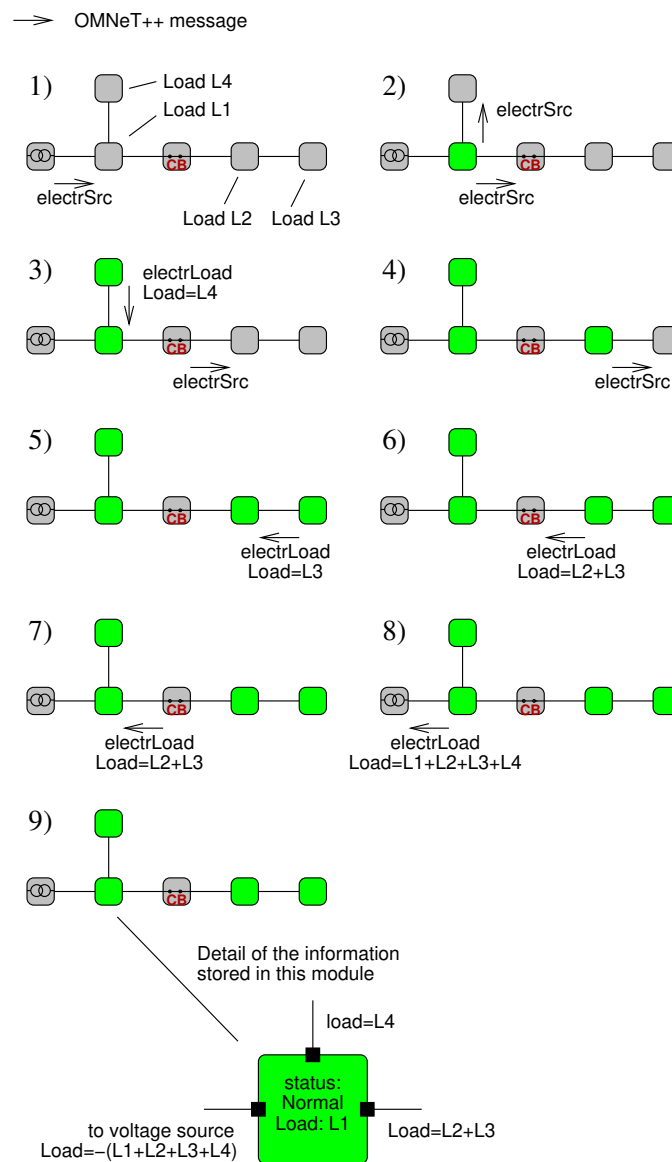 OMNeT++ message
1)
Load L4
Load L1
CB
electrSrc
Load L2
Load L3
2)
electrSrc
CB
electrSrc
3)
electrLoad
Load=L4
CB
electrSrc
4)
CB
electrSrc
5)
CB
electrLoad
Load=L3
6)
CB
electrLoad
Load=L2+L3
7)
CB
electrLoad
Load=L2+L3
8)
CB
electrLoad
Load=L1+L2+L3+L4
9)
CB
Detail of the information
stored in this module
load=L4
status:
Normal
Load: L1
to voltage source
Load=−(L1+L2+L3+L4)
Load=L2+L3